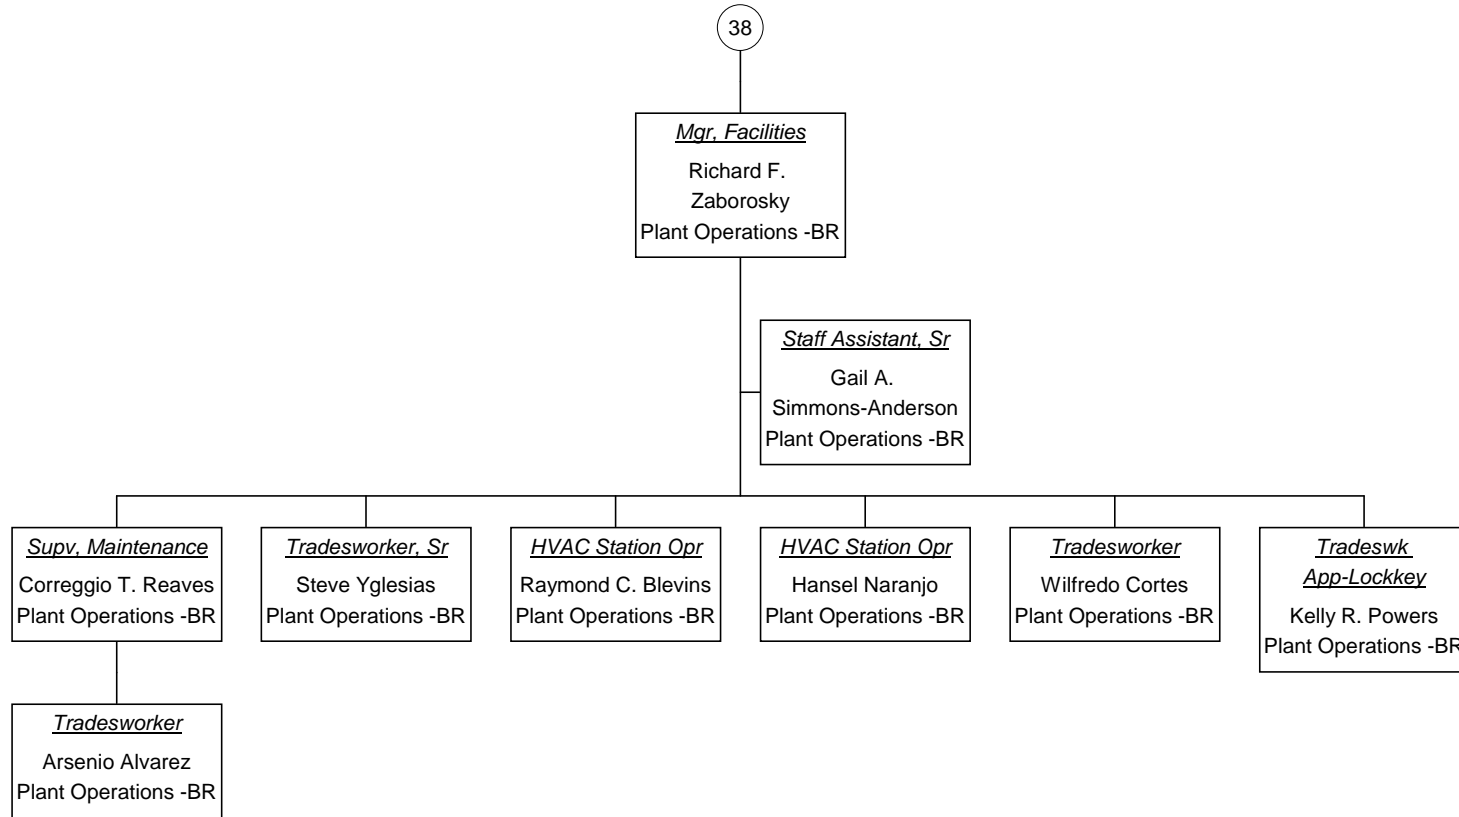 38
Mgr, Facilities
Richard F.
Zaborosky
Plant Operations -BR
Staff Assistant, Sr
Gail A.
Simmons-Anderson
Plant Operations -BR
Supv, Maintenance
Correggio T. Reaves
Plant Operations -BR
Tradesworker, Sr
Steve Yglesias
Plant Operations -BR
HVAC Station Opr
Raymond C. Blevins
Plant Operations -BR
HVAC Station Opr
Hansel Naranjo
Plant Operations -BR
Tradesworker
Wilfredo Cortes
Plant Operations -BR
Tradeswk
App-Lockkey
Kelly R. Powers
Plant Operations -BR
Tradesworker
Arsenio Alvarez
Plant Operations -BR